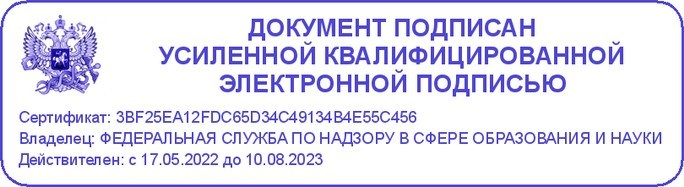 ДОКУМЕНТ ПОДПИСАН
УСИЛЕННОЙ КВАЛИФИЦИРОВАННОЙ
ЭЛЕКТРОННОЙ ПОДПИСЬЮ
Сертификат: 3BF25EA12FDC65D34C49134B4E55C456
Владелец: ФЕДЕРАЛЬНАЯ СЛУЖБА ПО НАДЗОРУ В СФЕРЕ ОБРАЗОВАНИЯ И НАУКИ
Действителен: с 17.05.2022 до 10.08.2023